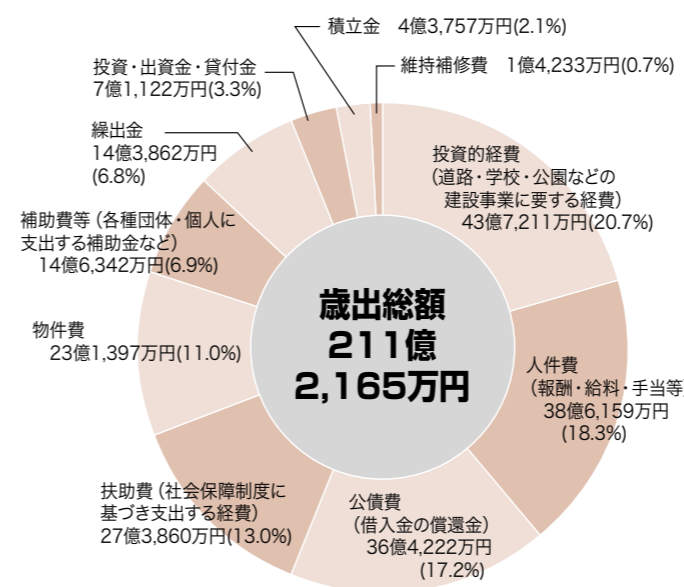 積立金　4億3,757万円(2.1%)
維持補修費　1億4,233万円(0.7%)
投資・出資金・貸付金
7億1,122万円(3.3%)
繰出金
14億3,862万円
(6.8%)
補助費等（各種団体・個人に
支出する補助金など）
14億6,342万円(6.9%)
物件費
23億1,397万円(11.0%)
扶助費（社会保障制度に
基づき支出する経費）
27億3,860万円(13.0%)
公債費
（借入金の償還金）
36億4,222万円
(17.2%)
人件費
（報酬・給料・手当等）
38億6,159万円
(18.3%)
投資的経費
（道路・学校・公園などの
建設事業に要する経費）
43億7,211万円(20.7%)
歳出総額
211億
2,165万円